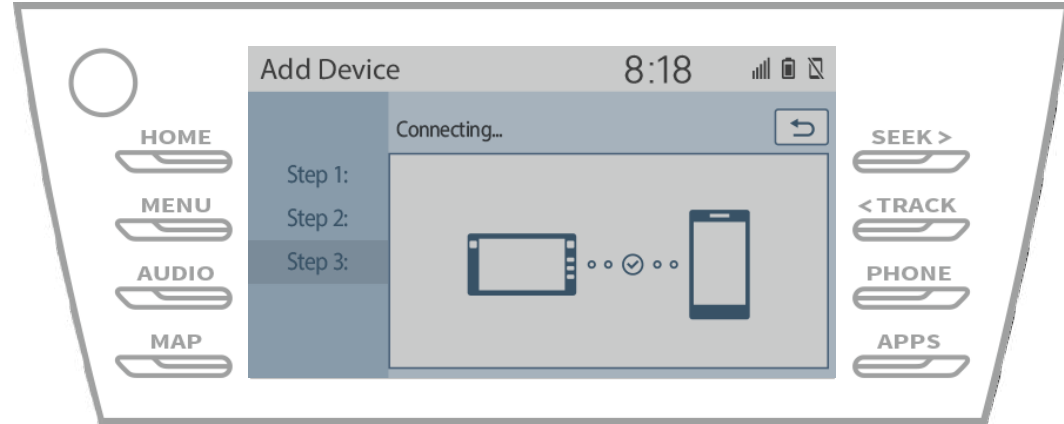 Add Device 8:18
HOME
MENU
AUDIO
MAP
Connecting...
Step 1:
Step 2:
Step 3:
SEEK >
< TRACK
PHONE
APPS